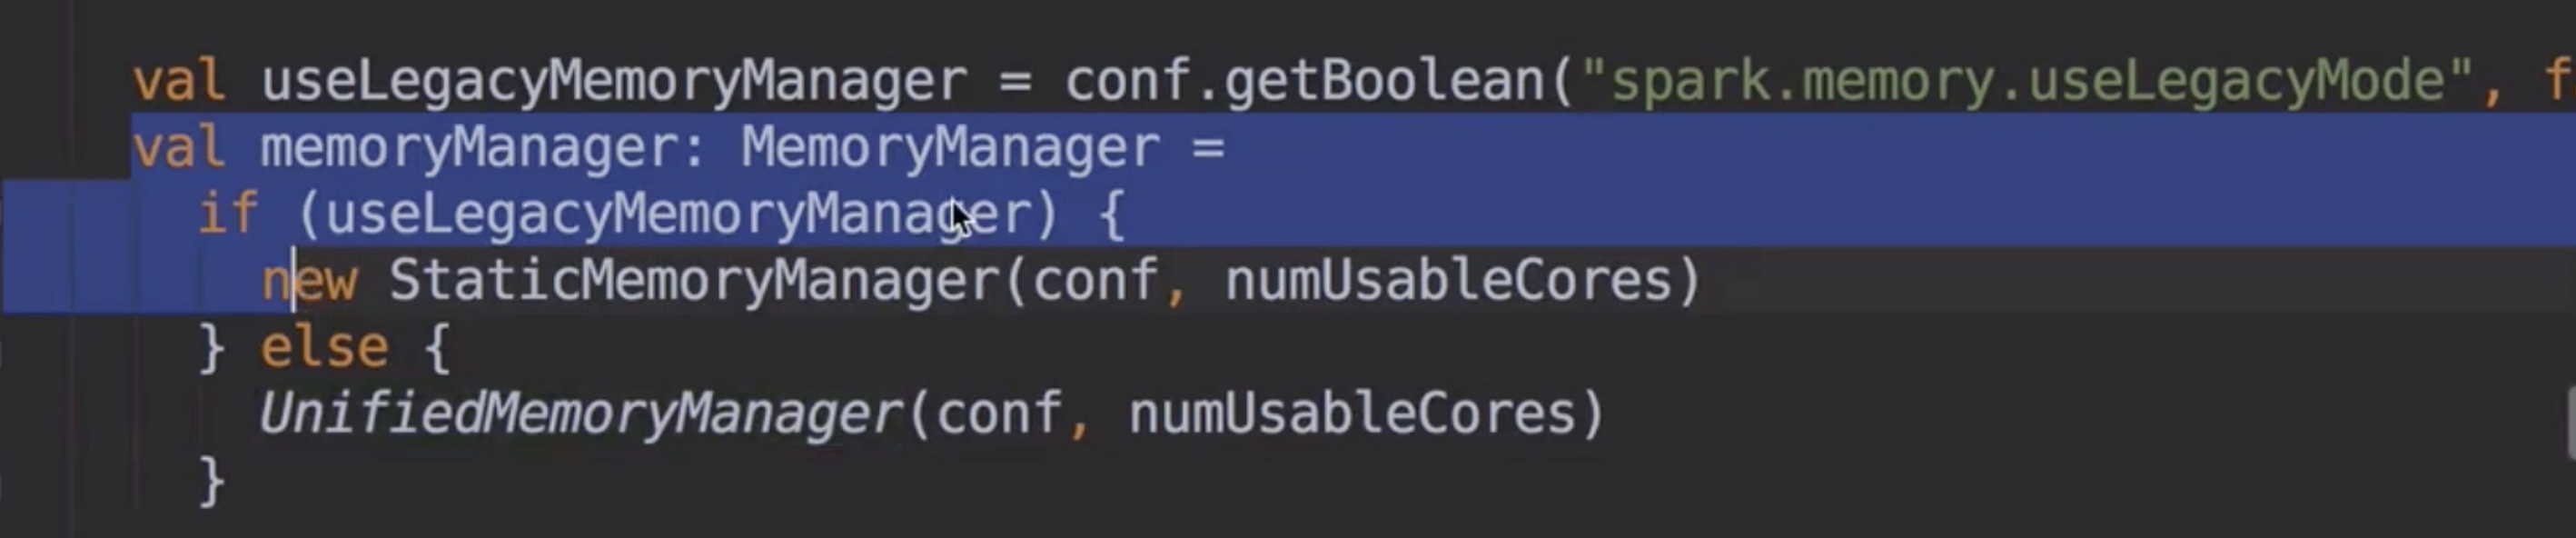 val useLegacyMemoryManager = conf.getBoolean("spark.memory.useLegacyMode",
val memoryManager: MemoryManager =
if (useLegacyMemoryManager) {
new StaticMemoryManager(conf, numUsableCores)
} else {
UnifiedMemoryManager(conf, numUsableCores)
}